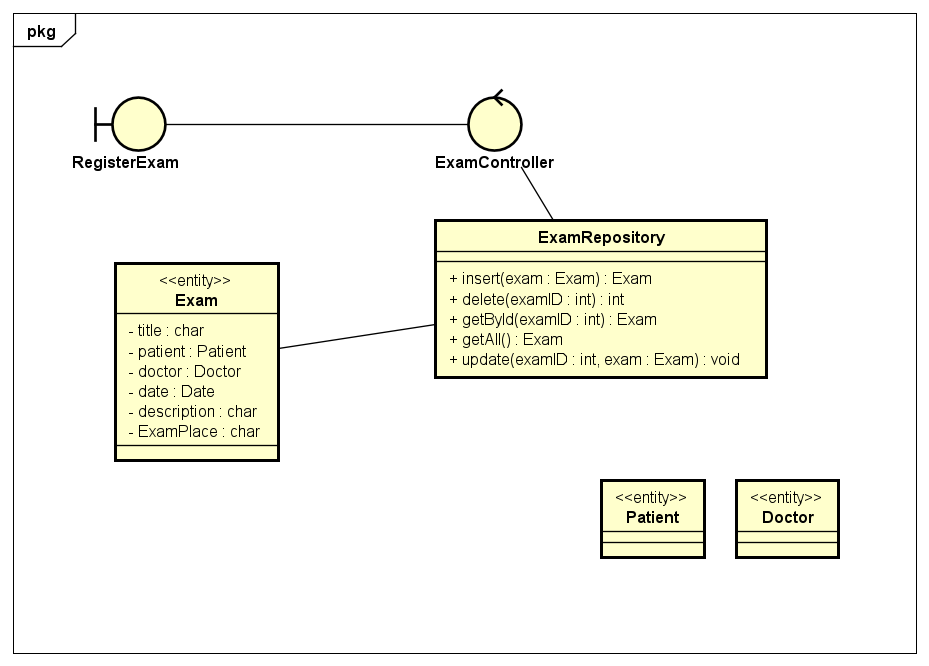 pkg
RegisterExam
ExamController
ExamRepository
+ insert(exam : Exam) : Exam
+ delete(examID : int) : int
+ getById(examID : int) : Exam
+ getAll() : Exam
+ update(examID : int, exam : Exam) : void
<<entity>>
Exam
- title : char
- patient : Patient
- doctor : Doctor
- date : Date
- description : char
- ExamPlace : char
<<entity>>
Patient
<<entity>>
Doctor